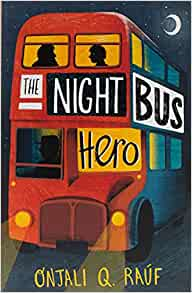 THE
NIGHT BUS
Hero
ONJALI Q. RAÚF